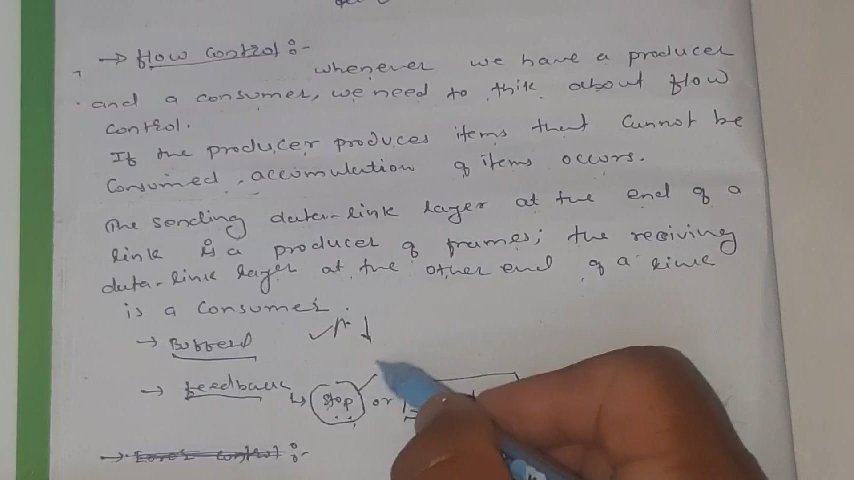 → flow control :-
whenever we have a producer
and a consumer, we need to thik about flow
control.
If the producer produces items that cannot be
consumed, accumulation of items occurs.
The sending data-link layer at the end of a
link is a producer of frames; the receiving
data-link layer at the other end of a link
is a consumer.
→ Buffers
→ feedback ↳ stop or
→ Error control :-